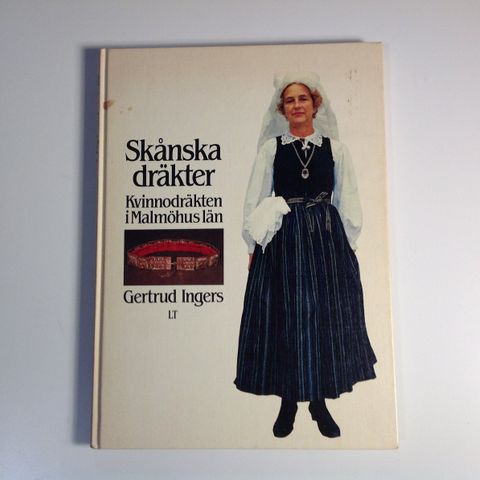 Skånska
dräkter
Kvinnodräkten
i Malmöhus län
Gertrud Ingers
LT